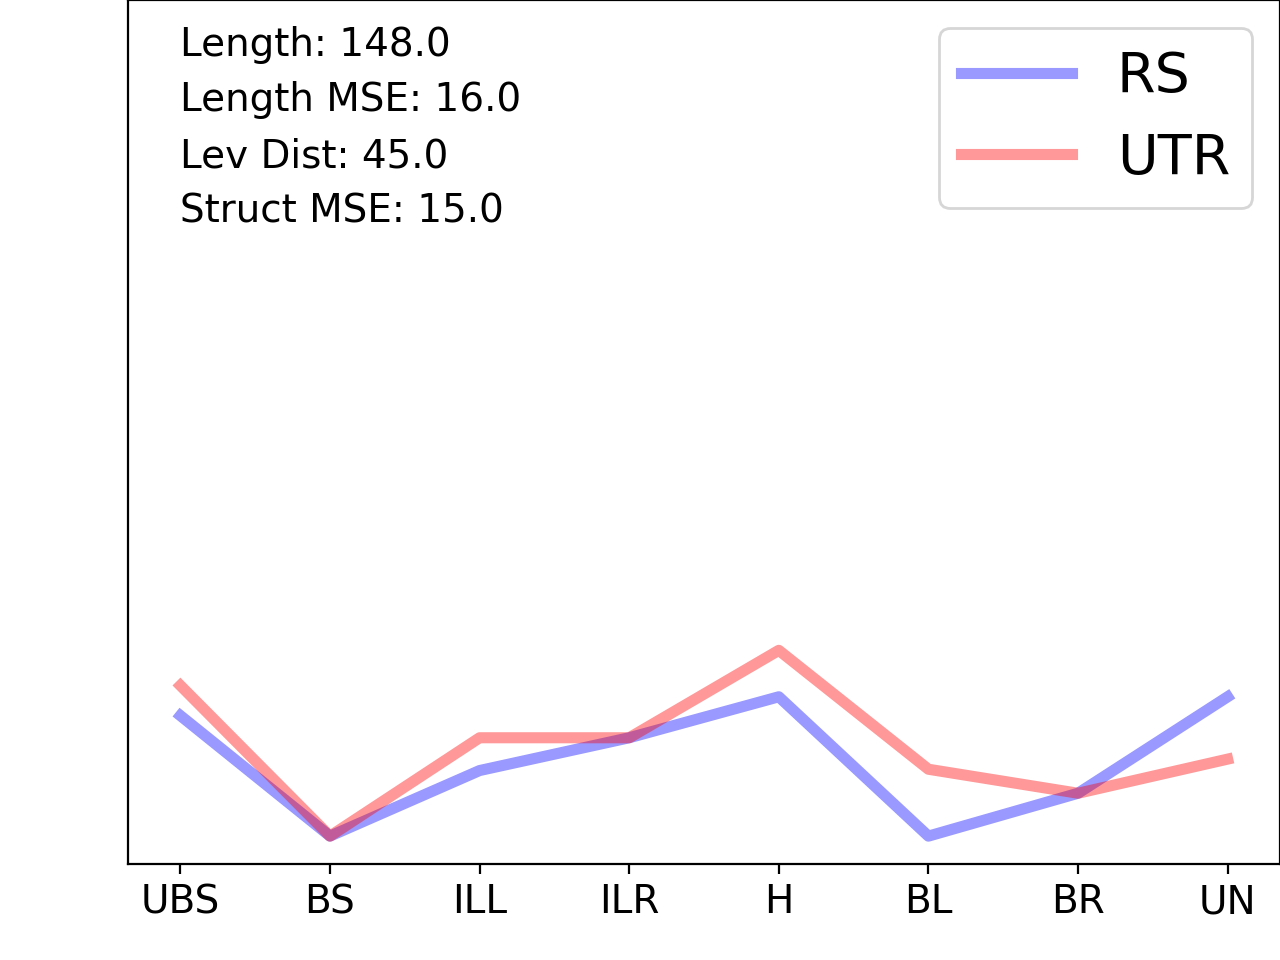 Length: 148.0
Length MSE: 16.0
Lev Dist: 45.0
Struct MSE: 15.0
RS
UTR
UBS BS ILL ILR H BL BR UN